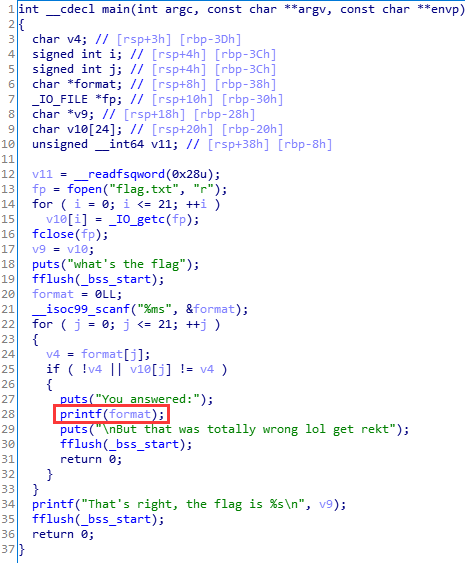 1 int __cdecl main(int argc, const char **argv, const char **envp)
2 {
3 char v4; // [rsp+3h] [rbp-3Dh]
4 signed int i; // [rsp+4h] [rbp-3Ch]
5 signed int j; // [rsp+4h] [rbp-3Ch]
6 char *format; // [rsp+8h] [rbp-38h]
7 _IO_FILE *fp; // [rsp+10h] [rbp-30h]
8 char *v9; // [rsp+18h] [rbp-28h]
9 char v10[24]; // [rsp+20h] [rbp-20h]
10 unsigned __int64 v11; // [rsp+38h] [rbp-8h]
11
12 v11 = __readfsqword(0x28u);
13 fp = fopen("flag.txt", "r");
14 for ( i = 0; i <= 21; ++i )
15 v10[i] = _IO_getc(fp);
16 fclose(fp);
17 v9 = v10;
18 puts("what's the flag");
19 fflush(_bss_start);
20 format = 0LL;
21 __isoc99_scanf("%ms", &format);
22 for ( j = 0; j <= 21; ++j )
23 {
24 v4 = format[j];
25 if ( !v4 || v10[j] != v4 )
26 {
27 puts("You answered:");
28 printf(format);
29 puts("\nBut that was totally wrong lol get rekt");
30 fflush(_bss_start);
31 return 0;
32 }
33 }
34 printf("That's right, the flag is %s\n", v9);
35 fflush(_bss_start);
36 return 0;
37 }